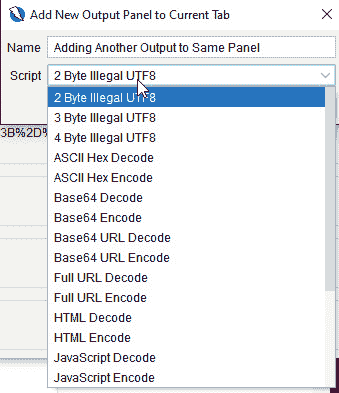 Add New Output Panel to Current Tab
Name Adding Another Output to Same Panel
Script 2 Byte Illegal UTF8
2 Byte Illegal UTF8
3 Byte Illegal UTF8
4 Byte Illegal UTF8
3B%2D%
ASCII Hex Decode
ASCII Hex Encode
Base64 Decode
Base64 Encode
Base64 URL Decode
Base64 URL Encode
Full URL Decode
Full URL Encode
HTML Decode
HTML Encode
JavaScript Decode
JavaScript Encode